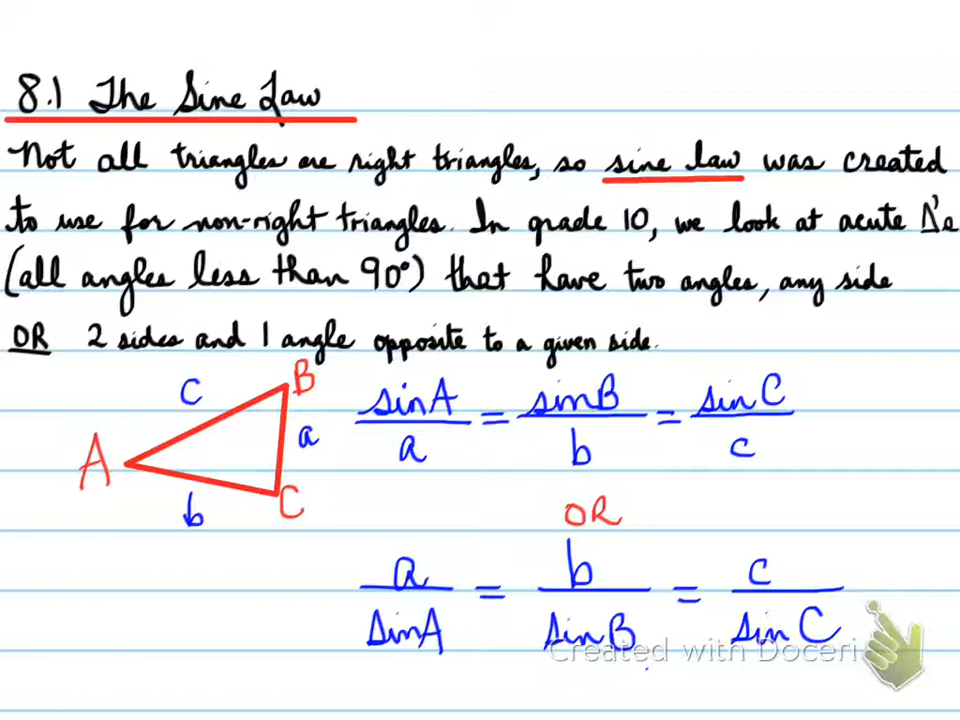 8.1 The Sine Law
Not all triangles are right triangles, so sine law was created
to use for non-right triangles. In grade 10, we look at acute Δ's
(all angles less than 90°) that have two angles, any side
OR 2 sides and 1 angle opposite to a given side.
A B C
c a b
sinA/a = sinB/b = sinC/c
OR
a/sinA = b/sinB = c/sinC
Created with Doceri